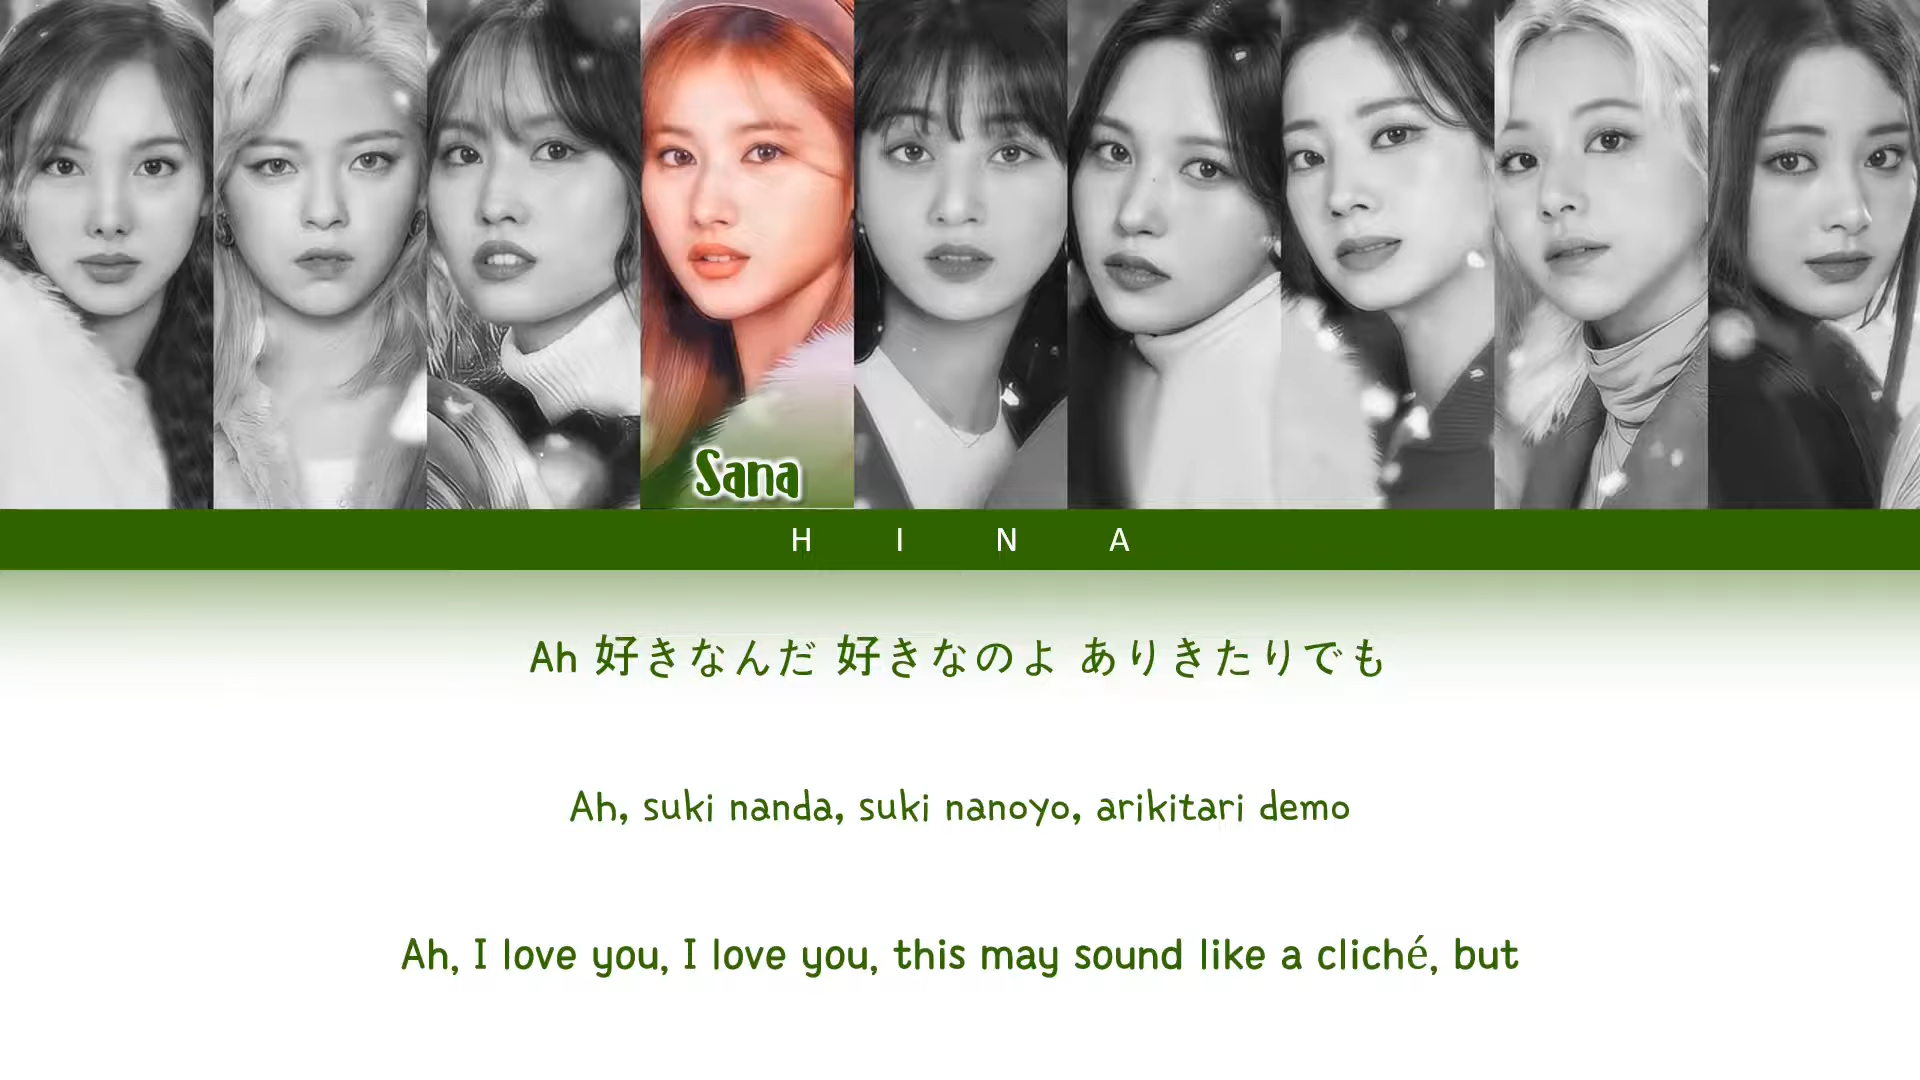 Sana
HINA
Ah 好きなんだ 好きなのよ ありきたりでも
Ah, suki nanda, suki nanoyo, arikitari demo
Ah, I love you, I love you, this may sound like a cliché, but